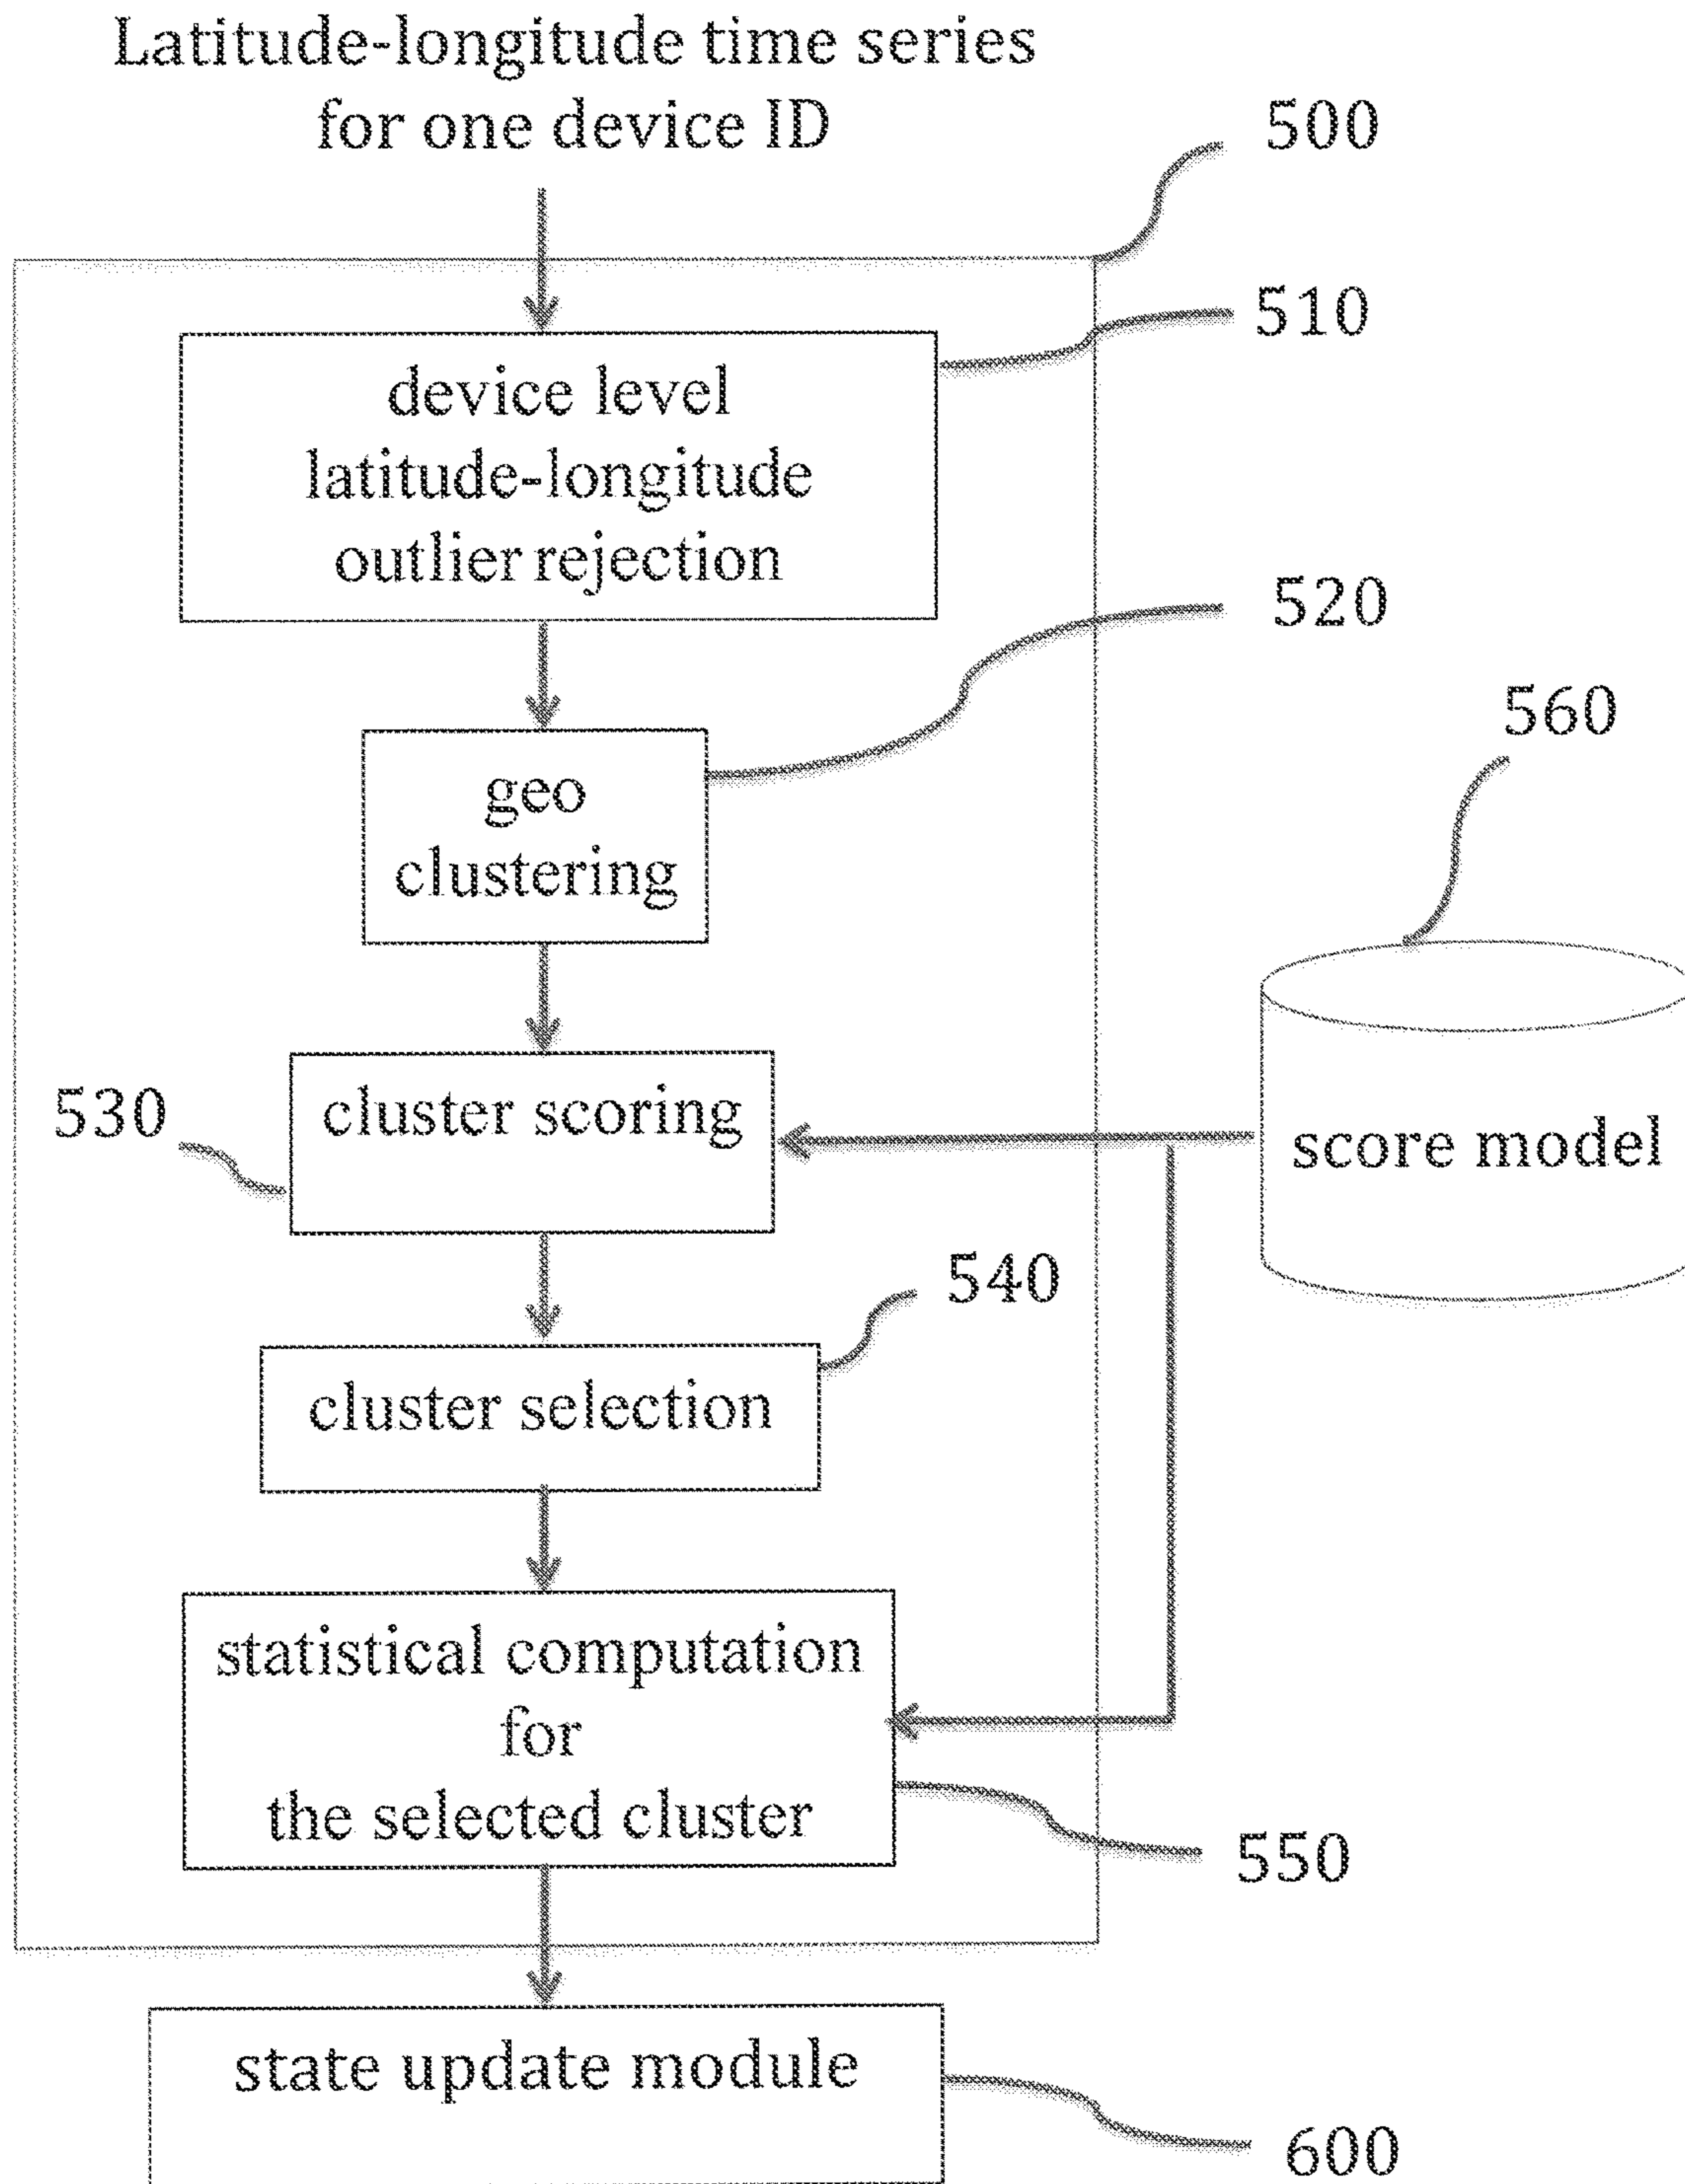 Latitude-longitude time series
for one device ID
500
510
device level
latitude-longitude
outlier rejection
520
geo
clustering
560
530
cluster scoring
score model
540
cluster selection
statistical computation
for
the selected cluster
550
state update module
600